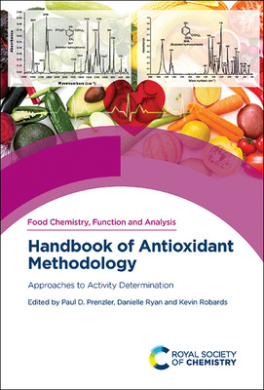 Food Chemistry, Function and Analysis
Handbook of Antioxidant
Methodology
Approaches to Activity Determination
Edited by Paul D. Prenzler, Danielle Ryan and Kevin Robards
ROYAL SOCIETY
OF CHEMISTRY